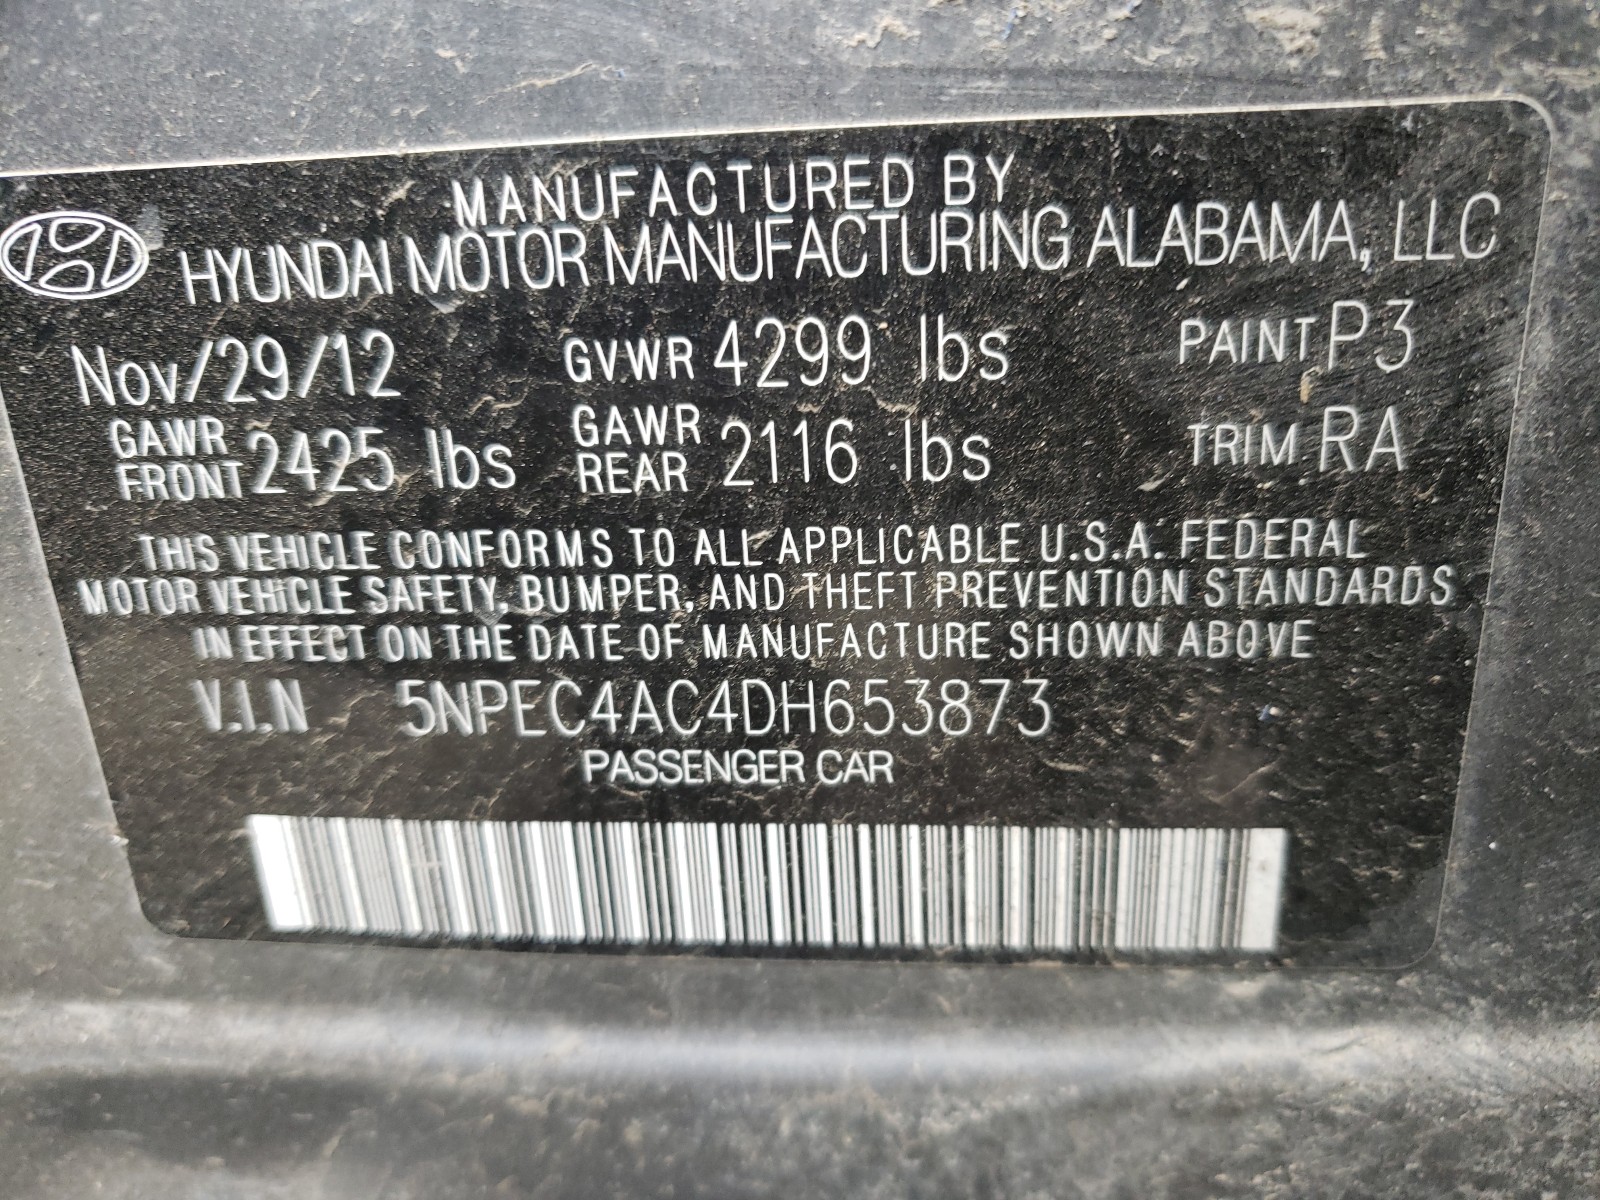 MANUFACTURED BY
HYUNDAI MOTOR MANUFACTURING ALABAMA, LLC
Nov/29/12 GVWR 4299 lbs PAINT P3
GAWR FRONT 2425 lbs GAWR REAR 2116 lbs TRIM RA
THIS VEHICLE CONFORMS TO ALL APPLICABLE U.S.A. FEDERAL
MOTOR VEHICLE SAFETY, BUMPER, AND THEFT PREVENTION STANDARDS
IN EFFECT ON THE DATE OF MANUFACTURE SHOWN ABOVE
V.I.N 5NPEC4AC4DH653873
PASSENGER CAR